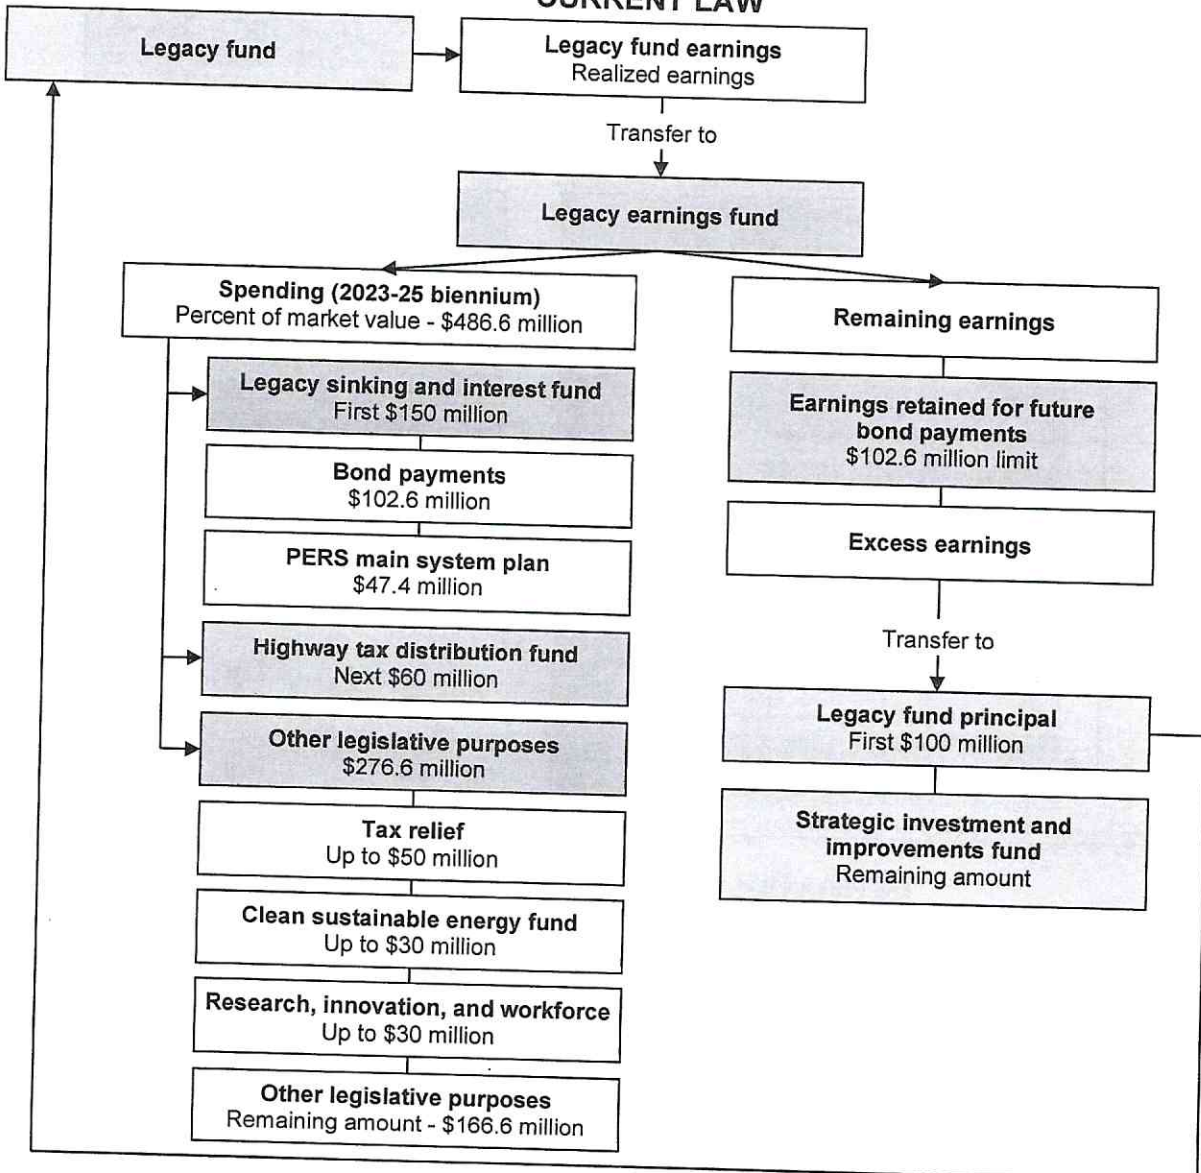 CURRENT LAW
Legacy fund
Legacy fund earnings
Realized earnings
Transfer to
Legacy earnings fund
Spending (2023-25 biennium)
Percent of market value - $486.6 million
Legacy sinking and interest fund
First $150 million
Bond payments
$102.6 million
PERS main system plan
$47.4 million
Highway tax distribution fund
Next $60 million
Other legislative purposes
$276.6 million
Tax relief
Up to $50 million
Clean sustainable energy fund
Up to $30 million
Research, innovation, and workforce
Up to $30 million
Other legislative purposes
Remaining amount - $166.6 million
Remaining earnings
Earnings retained for future
bond payments
$102.6 million limit
Excess earnings
Transfer to
Legacy fund principal
First $100 million
Strategic investment and
improvements fund
Remaining amount